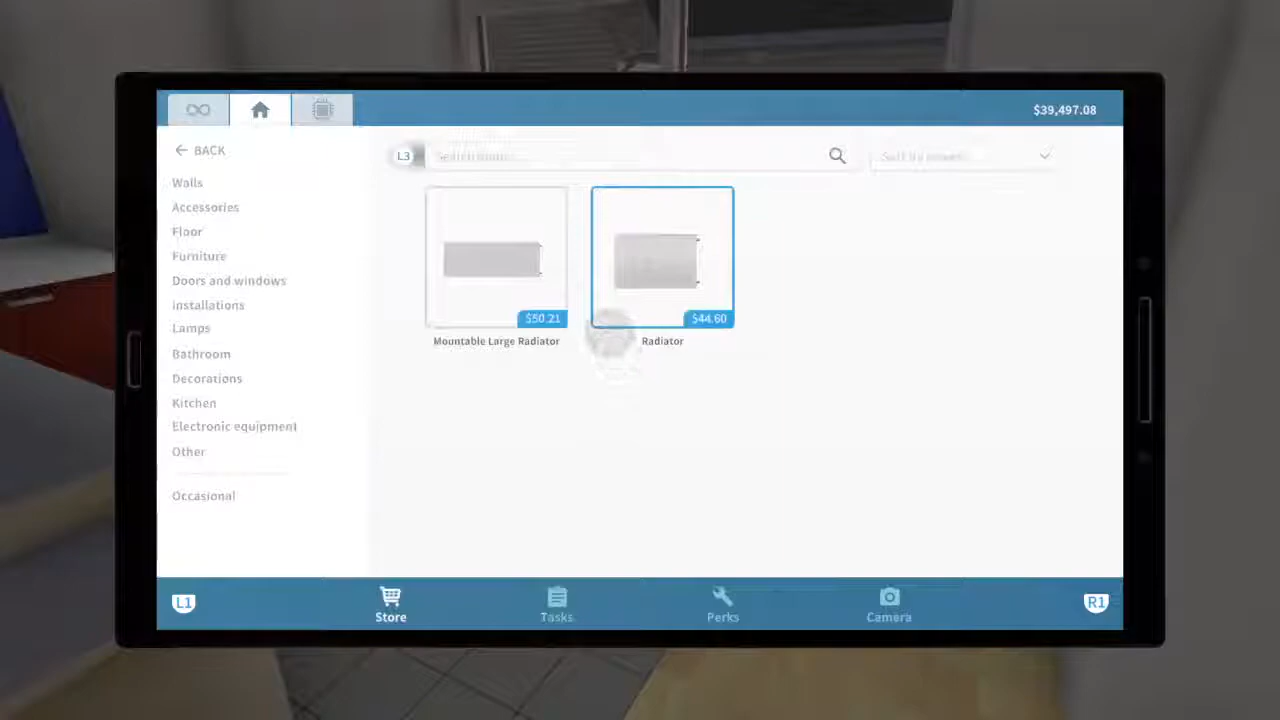 $39,497.08
BACK
L3
Walls
Accessories
Floor
Furniture
Doors and windows
Installations
Lamps
Bathroom
Decorations
Kitchen
Electronic equipment
Other
Occasional
$50.21
$44.60
Mountable Large Radiator
Radiator
L1
Store
Tasks
Perks
Camera
R1